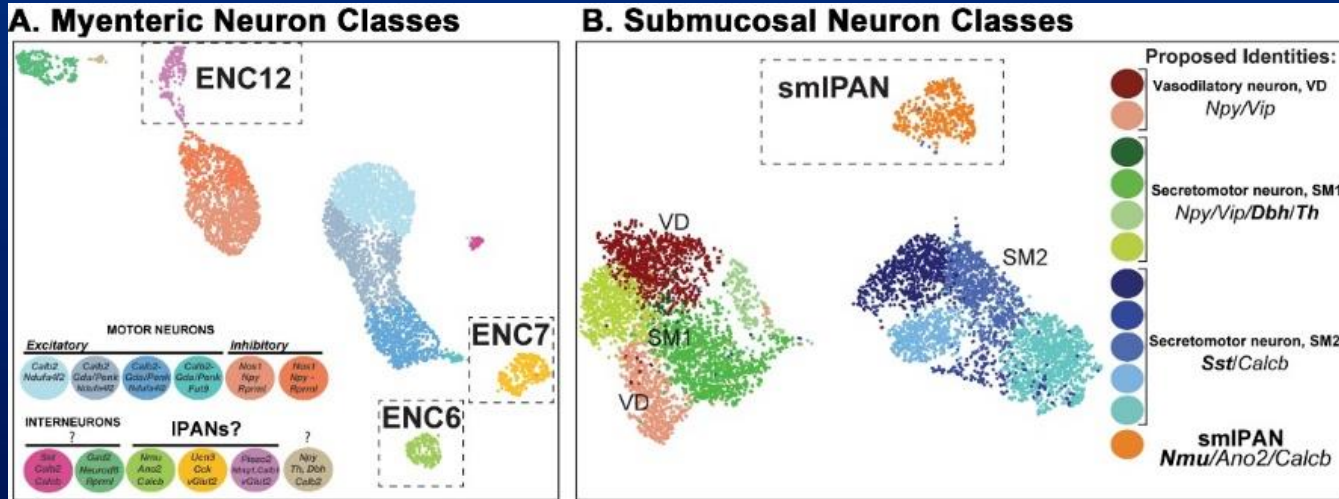 A. Myenteric Neuron Classes
ENC12
ENC7
ENC6
MOTOR NEURONS
Excitatory
Inhibitory
Calb2
Ndufa4l2
Calb2
Gda/Penk
Ndufa4l2
Calb2-
Gda/Penk
Ndufa4l2
Calb2-
Gda/Penk
Fut9
Nos1
Npy
Rprml
Nos1
Npy -
Rprml
INTERNEURONS
?
IPANs?
?
Sst
Calb2
Calcb
Gad2
Neurod6
Rprml
Nmu
Ano2
Calcb
Ucn3
Cck
vGlut2
Piezo2
vGlut2
Npy
Th, Dbh
Calb2
B. Submucosal Neuron Classes
smIPAN
VD
SM1
VD
SM2
Proposed Identities:
Vasodilatory neuron, VD
Npy/Vip
Secretomotor neuron, SM1
Npy/Vip/Dbh/Th
Secretomotor neuron, SM2
Sst/Calcb
smIPAN
Nmu/Ano2/Calcb